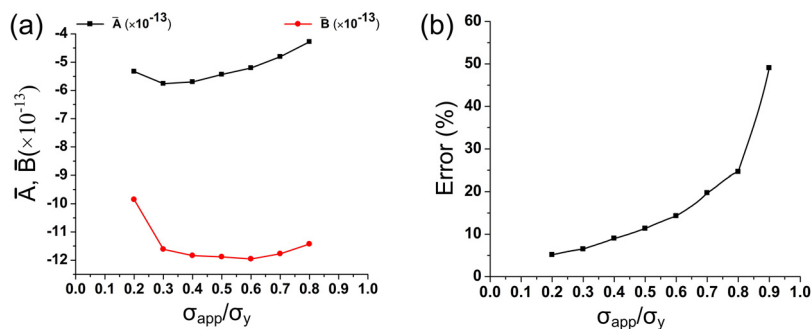 (a)
Ā (×10⁻¹³)
B̄ (×10⁻¹³)
-4
-5
-6
-7
-8
-9
-10
-11
-12
Ā, B̄(×10⁻¹³)
0.0 0.1 0.2 0.3 0.4 0.5 0.6 0.7 0.8 0.9 1.0
σapp/σy
(b)
60
50
40
30
20
10
0
Error (%)
0.0 0.1 0.2 0.3 0.4 0.5 0.6 0.7 0.8 0.9 1.0
σapp/σy